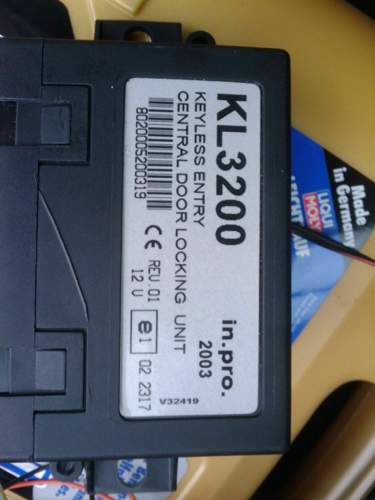 KL3200
KEYLESS ENTRY
CENTRAL DOOR LOCKING UNIT
8020005200319
CE REV.01
12 V
e1
02 2317
in.pro.
2003
V32419
Made
in Germany
LIQUI
MOLY
LEICHTLAUF